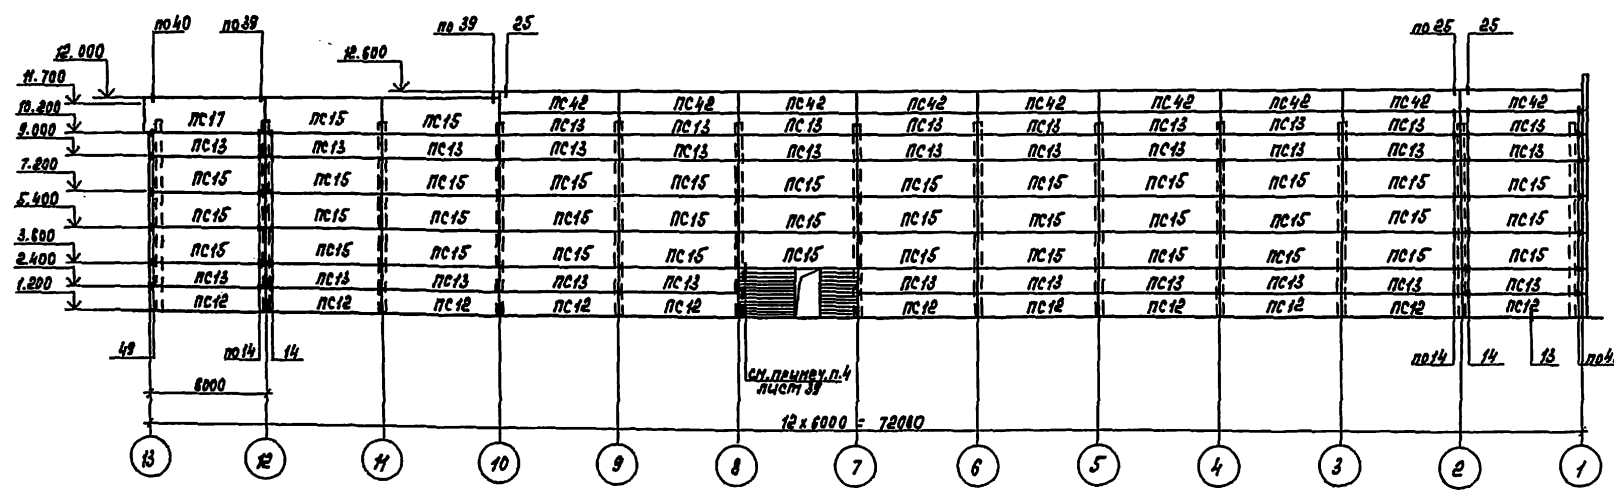 по40 по39 по 39 25 по25 25
12.000 12.600
11.700
10.200
9.000
7.200
5.400
3.600
2.400
1.200
ПС42 ПС42 ПС42 ПС42 ПС42 ПС42 ПС42 ПС42 ПС42
ПС17 ПС15 ПС15 ПС13 ПС13 ПС13 ПС13 ПС13 ПС13 ПС13 ПС13 ПС13
ПС13 ПС13 ПС13 ПС13 ПС13 ПС13 ПС13 ПС13 ПС13 ПС13 ПС13 ПС13
ПС15 ПС15 ПС15 ПС15 ПС15 ПС15 ПС15 ПС15 ПС15 ПС15 ПС15 ПС15
ПС15 ПС15 ПС15 ПС15 ПС15 ПС15 ПС15 ПС15 ПС15 ПС15 ПС15 ПС15
ПС15 ПС15 ПС15 ПС15 ПС15 ПС15 ПС15 ПС15 ПС15 ПС15 ПС15 ПС15
ПС13 ПС13 ПС13 ПС13 ПС13 ПС13 ПС13 ПС13 ПС13 ПС13 ПС13
ПС12 ПС12 ПС12 ПС12 ПС12 ПС12 ПС12 ПС12 ПС12 ПС12 ПС12
49 по14 14 по14 14 13
см. примеч. п.4
лист 39
6000
12 x 6000 = 72000
13 12 11 10 9 8 7 6 5 4 3 2 1